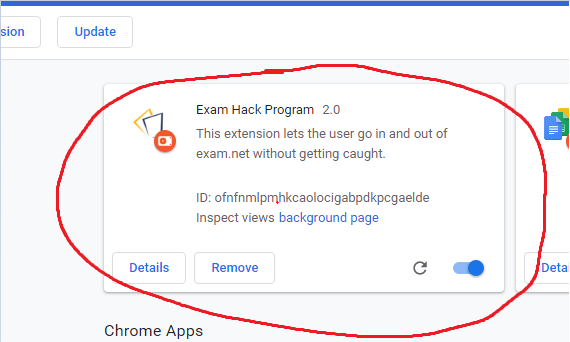 sion
Update
Exam Hack Program 2.0
This extension lets the user go in and out of
exam.net without getting caught.
ID: ofnfnmlpmhkcaolocigabpdkpcgaelde
Inspect views background page
Details
Remove
Deta
Chrome Apps